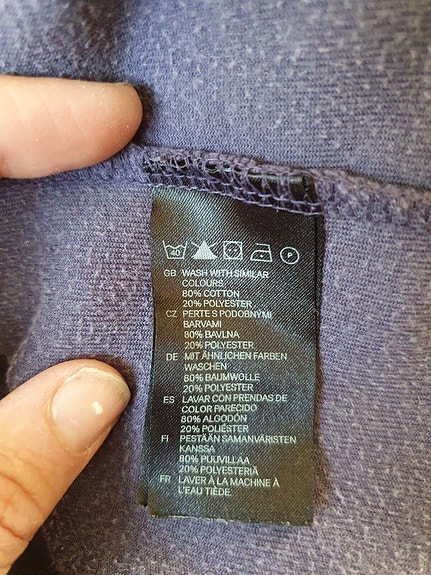 40 P
GB WASH WITH SIMILAR
COLOURS
80% COTTON
20% POLYESTER
CZ PERTE S PODOBNÝMI
BARVAMI
80% BAVLNA
20% POLYESTER
DE MIT ÄHNLICHEN FARBEN
WASCHEN
80% BAUMWOLLE
20% POLYESTER
ES LAVAR CON PRENDAS DE
COLOR PARECIDO
80% ALGODÓN
20% POLIÉSTER
FI PESTÄÄN SAMANVÄRISTEN
KANSSA
80% PUUVILLAA
20% POLYESTERIÄ
FR LAVER À LA MACHINE À
L'EAU TIÈDE